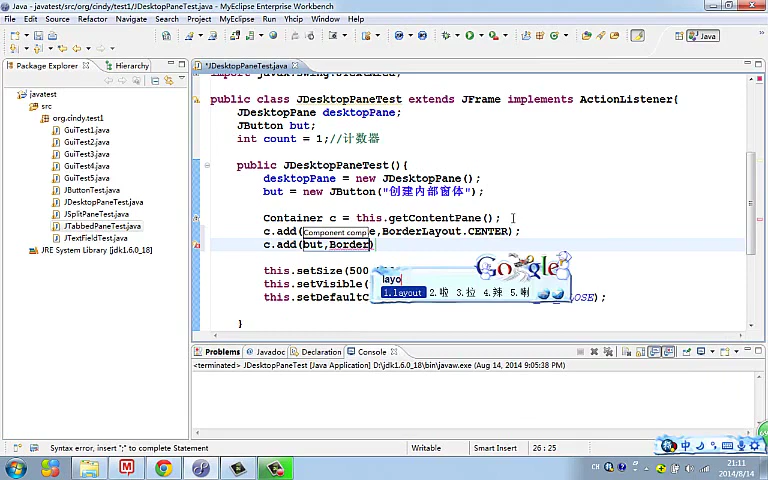 Java - javatest/src/org/cindy/test1/JDesktopPaneTest.java - MyEclipse Enterprise Workbench
File Edit Source Refactor Navigate Search Project MyEclipse Run Yhcip Window Help
Java
Package Explorer Hierarchy
*JDesktopPaneTest.java
javatest
src
org.cindy.test1
GuiTest1.java
GuiTest2.java
GuiTest3.java
GuiTest4.java
GuiTest5.java
JButtonTest.java
JDesktopPaneTest.java
JSplitPaneTest.java
JTabbedPaneTest.java
JTextFieldTest.java
JRE System Library [jdk1.6.0_18]
public class JDesktopPaneTest extends JFrame implements ActionListener{
JDesktopPane desktopPane;
JButton but;
int count = 1;//计数器
public JDesktopPaneTest(){
desktopPane = new JDesktopPane();
but = new JButton("创建内部窗体");
Container c = this.getContentPane();
c.add( Component comp e,BorderLayout.CENTER);
c.add(but,Border)
this.setSize(500
this.setVisible(
this.setDefaultC _CLOSE);
}
Google
layo
1.layout 2.啦 3.拉 4.辣 5.喇
Problems Javadoc Declaration Console
<terminated> JDesktopPaneTest [Java Application] D:\jdk1.6.0_18\bin\javaw.exe (Aug 14, 2014 9:05:38 PM)
Syntax error, insert ";" to complete Statement Writable Smart Insert 26 : 25
中
CH
21:11
2014/8/14